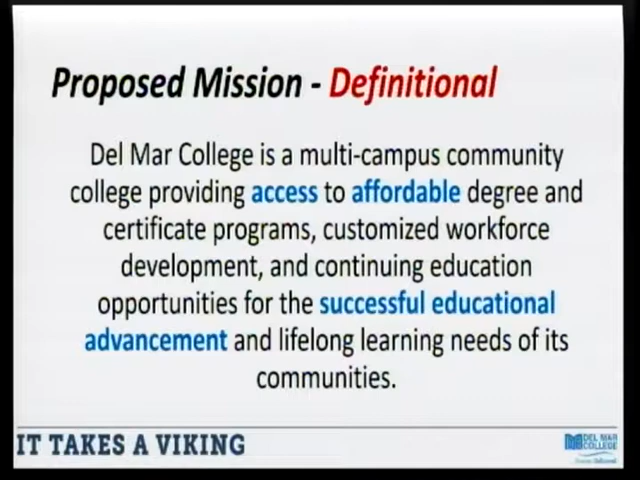 Proposed Mission - Definitional
Del Mar College is a multi-campus community
college providing access to affordable degree and
certificate programs, customized workforce
development, and continuing education
opportunities for the successful educational
advancement and lifelong learning needs of its
communities.
IT TAKES A VIKING
DEL MAR
COLLEGE